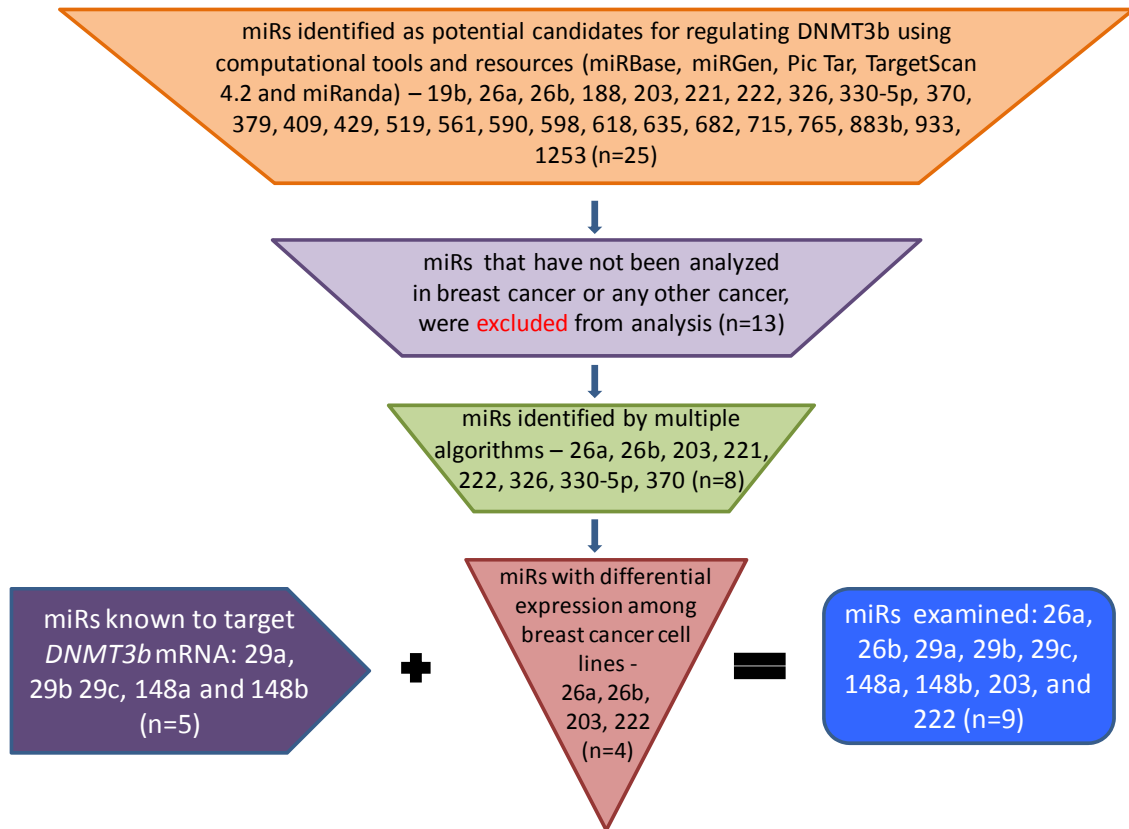 miRs identified as potential candidates for regulating DNMT3b using
computational tools and resources (miRBase, miRGen, Pic Tar, TargetScan
4.2 and miRanda) – 19b, 26a, 26b, 188, 203, 221, 222, 326, 330-5p, 370,
379, 409, 429, 519, 561, 590, 598, 618, 635, 682, 715, 765, 883b, 933,
1253 (n=25)
miRs that have not been analyzed
in breast cancer or any other cancer,
were excluded from analysis (n=13)
miRs identified by multiple
algorithms – 26a, 26b, 203, 221,
222, 326, 330-5p, 370 (n=8)
miRs known to target
DNMT3b mRNA: 29a,
29b 29c, 148a and 148b
(n=5)
miRs with differential
expression among
breast cancer cell
lines -
26a, 26b,
203, 222
(n=4)
miRs examined: 26a,
26b, 29a, 29b, 29c,
148a, 148b, 203, and
222 (n=9)